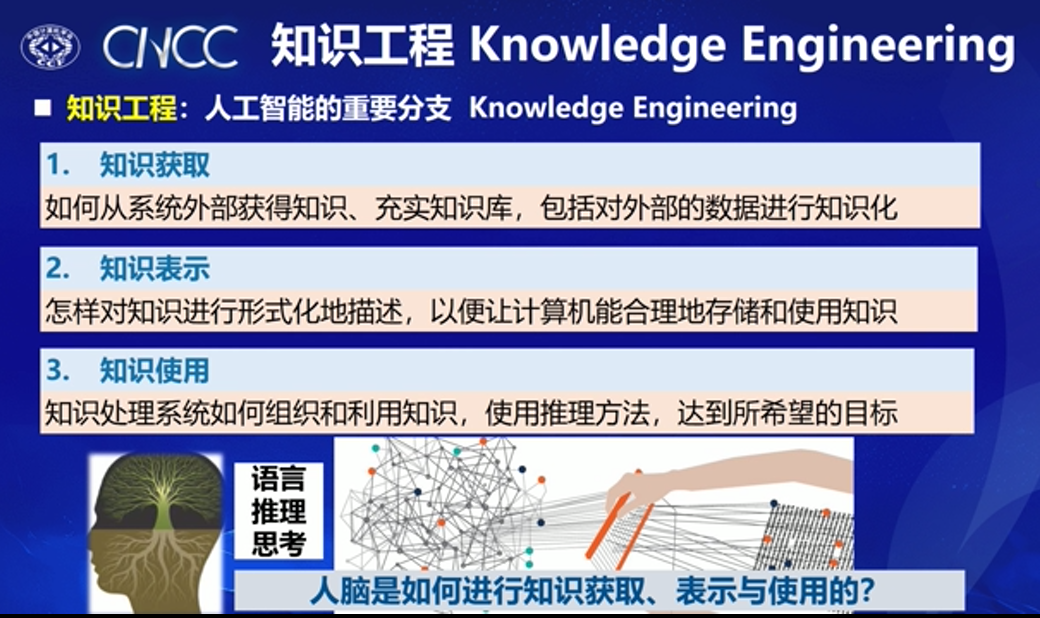 CNCC 知识工程 Knowledge Engineering
CCF
知识工程：人工智能的重要分支 Knowledge Engineering
1. 知识获取
如何从系统外部获得知识、充实知识库，包括对外部的数据进行知识化
2. 知识表示
怎样对知识进行形式化地描述，以便让计算机能合理地存储和使用知识
3. 知识使用
知识处理系统如何组织和利用知识，使用推理方法，达到所希望的目标
语言
推理
思考
人脑是如何进行知识获取、表示与使用的？